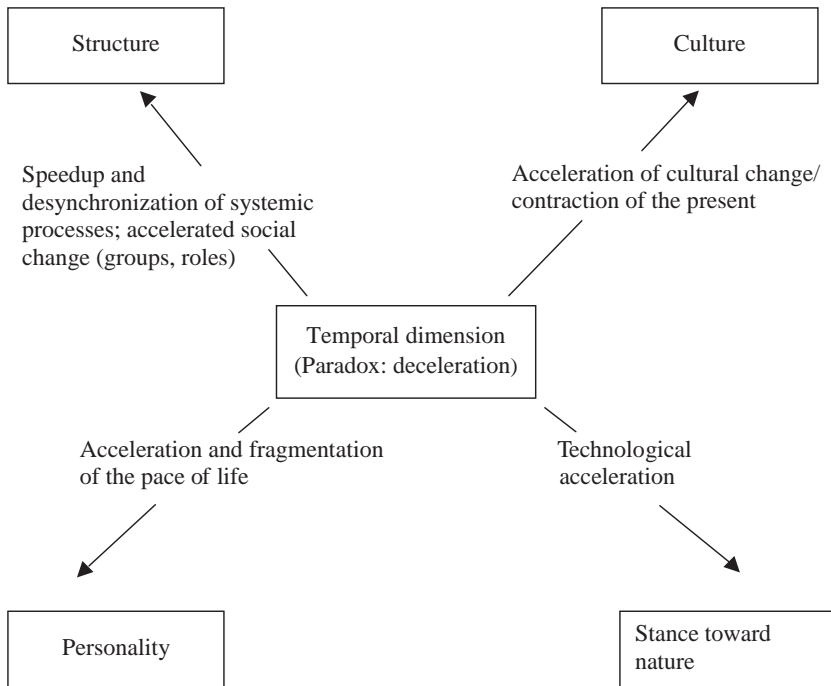 Structure
Culture
Speedup and
desynchronization of systemic
processes; accelerated social
change (groups, roles)
Acceleration of cultural change/
contraction of the present
Temporal dimension
(Paradox: deceleration)
Acceleration and fragmentation
of the pace of life
Technological
acceleration
Personality
Stance toward
nature